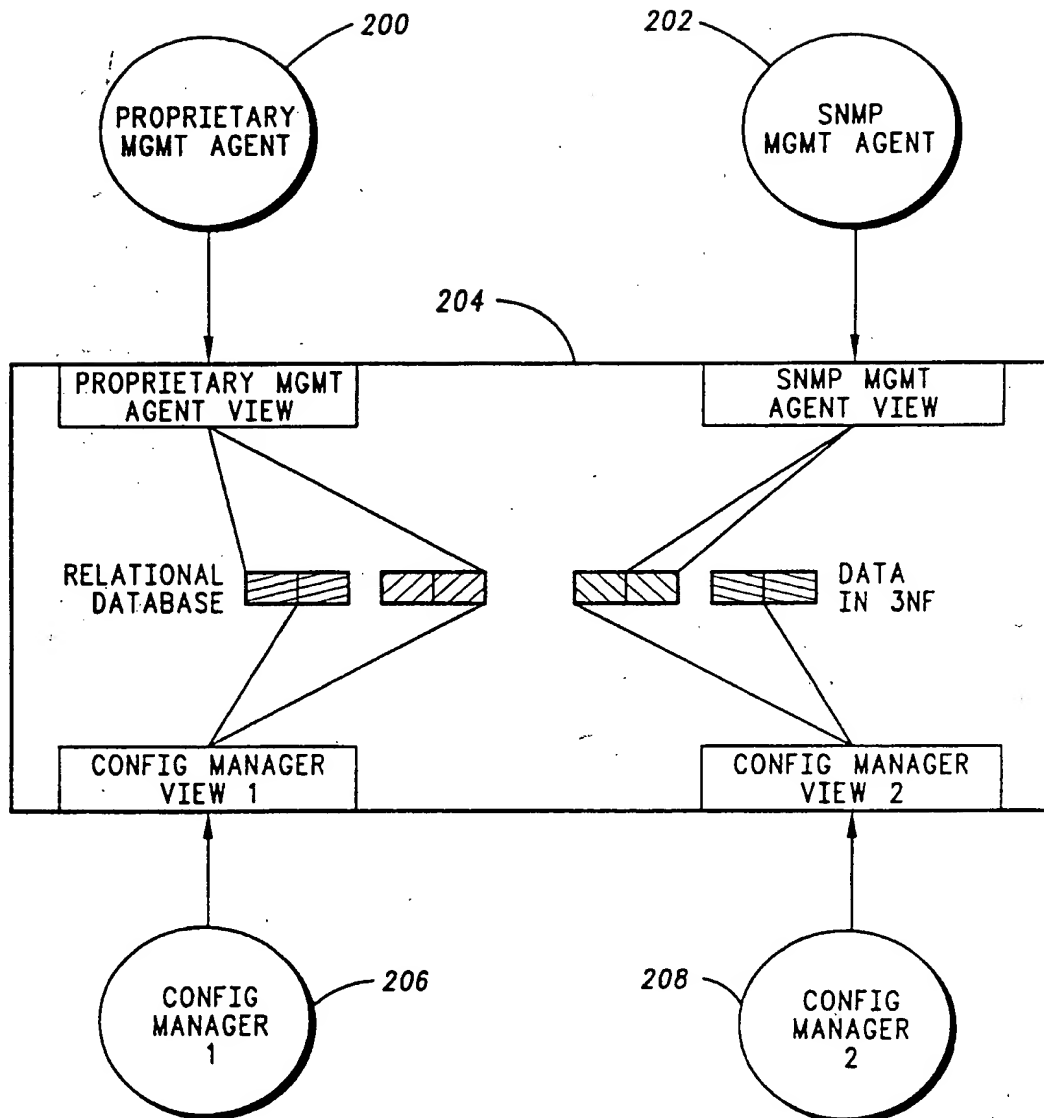 200
202
PROPRIETARY
MGMT AGENT
SNMP
MGMT AGENT
204
PROPRIETARY MGMT
AGENT VIEW
SNMP MGMT
AGENT VIEW
RELATIONAL
DATABASE
DATA
IN 3NF
CONFIG MANAGER
VIEW 1
CONFIG MANAGER
VIEW 2
CONFIG
MANAGER
1
206
208
CONFIG
MANAGER
2